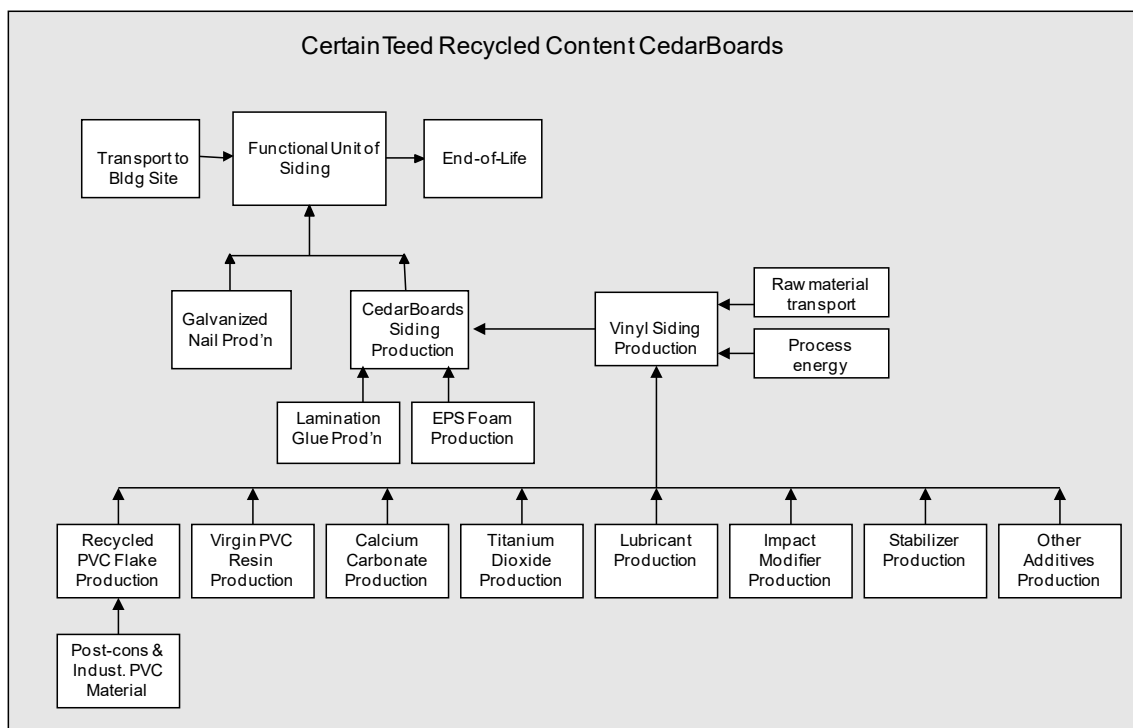 CertainTeed Recycled Content CedarBoards
Transport to
Bldg Site
Functional Unit of
Siding
End-of-Life
Galvanized
Nail Prod'n
CedarBoards
Siding
Production
Vinyl Siding
Production
Raw material
transport
Process
energy
Lamination
Glue Prod'n
EPS Foam
Production
Recycled
PVC Flake
Production
Virgin PVC
Resin
Production
Calcium
Carbonate
Production
Titanium
Dioxide
Production
Lubricant
Production
Impact
Modifier
Production
Stabilizer
Production
Other
Additives
Production
Post-cons &
Indust. PVC
Material